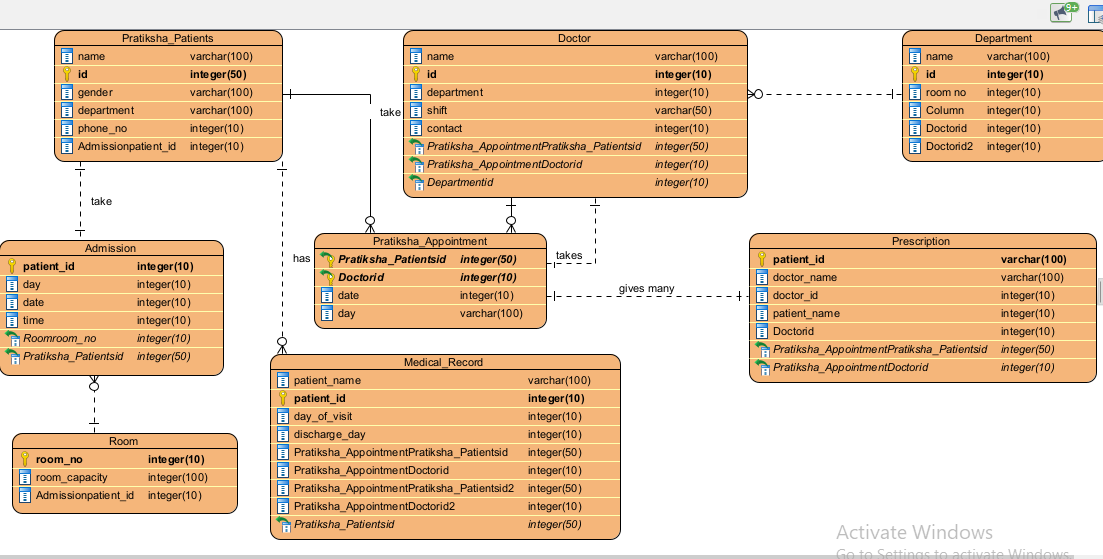 9+
Pratiksha_Patients
name varchar(100)
id integer(50)
gender varchar(100)
department varchar(100)
phone_no integer(10)
Admissionpatient_id integer(10)
take
Doctor
name varchar(100)
id integer(10)
department integer(10)
shift varchar(50)
contact integer(10)
Pratiksha_AppointmentPratiksha_Patientsid integer(50)
Pratiksha_AppointmentDoctorid integer(10)
Departmentid integer(10)
Department
name varchar(100)
id integer(10)
room no integer(10)
Column integer(10)
Doctorid integer(10)
Doctorid2 integer(10)
take
Admission
patient_id integer(10)
day integer(10)
date integer(10)
time integer(10)
Roomroom_no integer(10)
Pratiksha_Patientsid integer(50)
has
Pratiksha_Appointment
Pratiksha_Patientsid integer(50)
Doctorid integer(10)
date integer(10)
day varchar(100)
takes
gives many
Prescription
patient_id varchar(100)
doctor_name varchar(100)
doctor_id integer(10)
patient_name integer(10)
Doctorid integer(10)
Pratiksha_AppointmentPratiksha_Patientsid integer(50)
Pratiksha_AppointmentDoctorid integer(10)
Medical_Record
patient_name varchar(100)
patient_id integer(10)
day_of_visit integer(10)
discharge_day integer(10)
Pratiksha_AppointmentPratiksha_Patientsid integer(50)
Pratiksha_AppointmentDoctorid integer(10)
Pratiksha_AppointmentPratiksha_Patientsid2 integer(50)
Pratiksha_AppointmentDoctorid2 integer(10)
Pratiksha_Patientsid integer(50)
Room
room_no integer(10)
room_capacity integer(100)
Admissionpatient_id integer(10)
Activate Windows
Go to Settings to activate Windows.